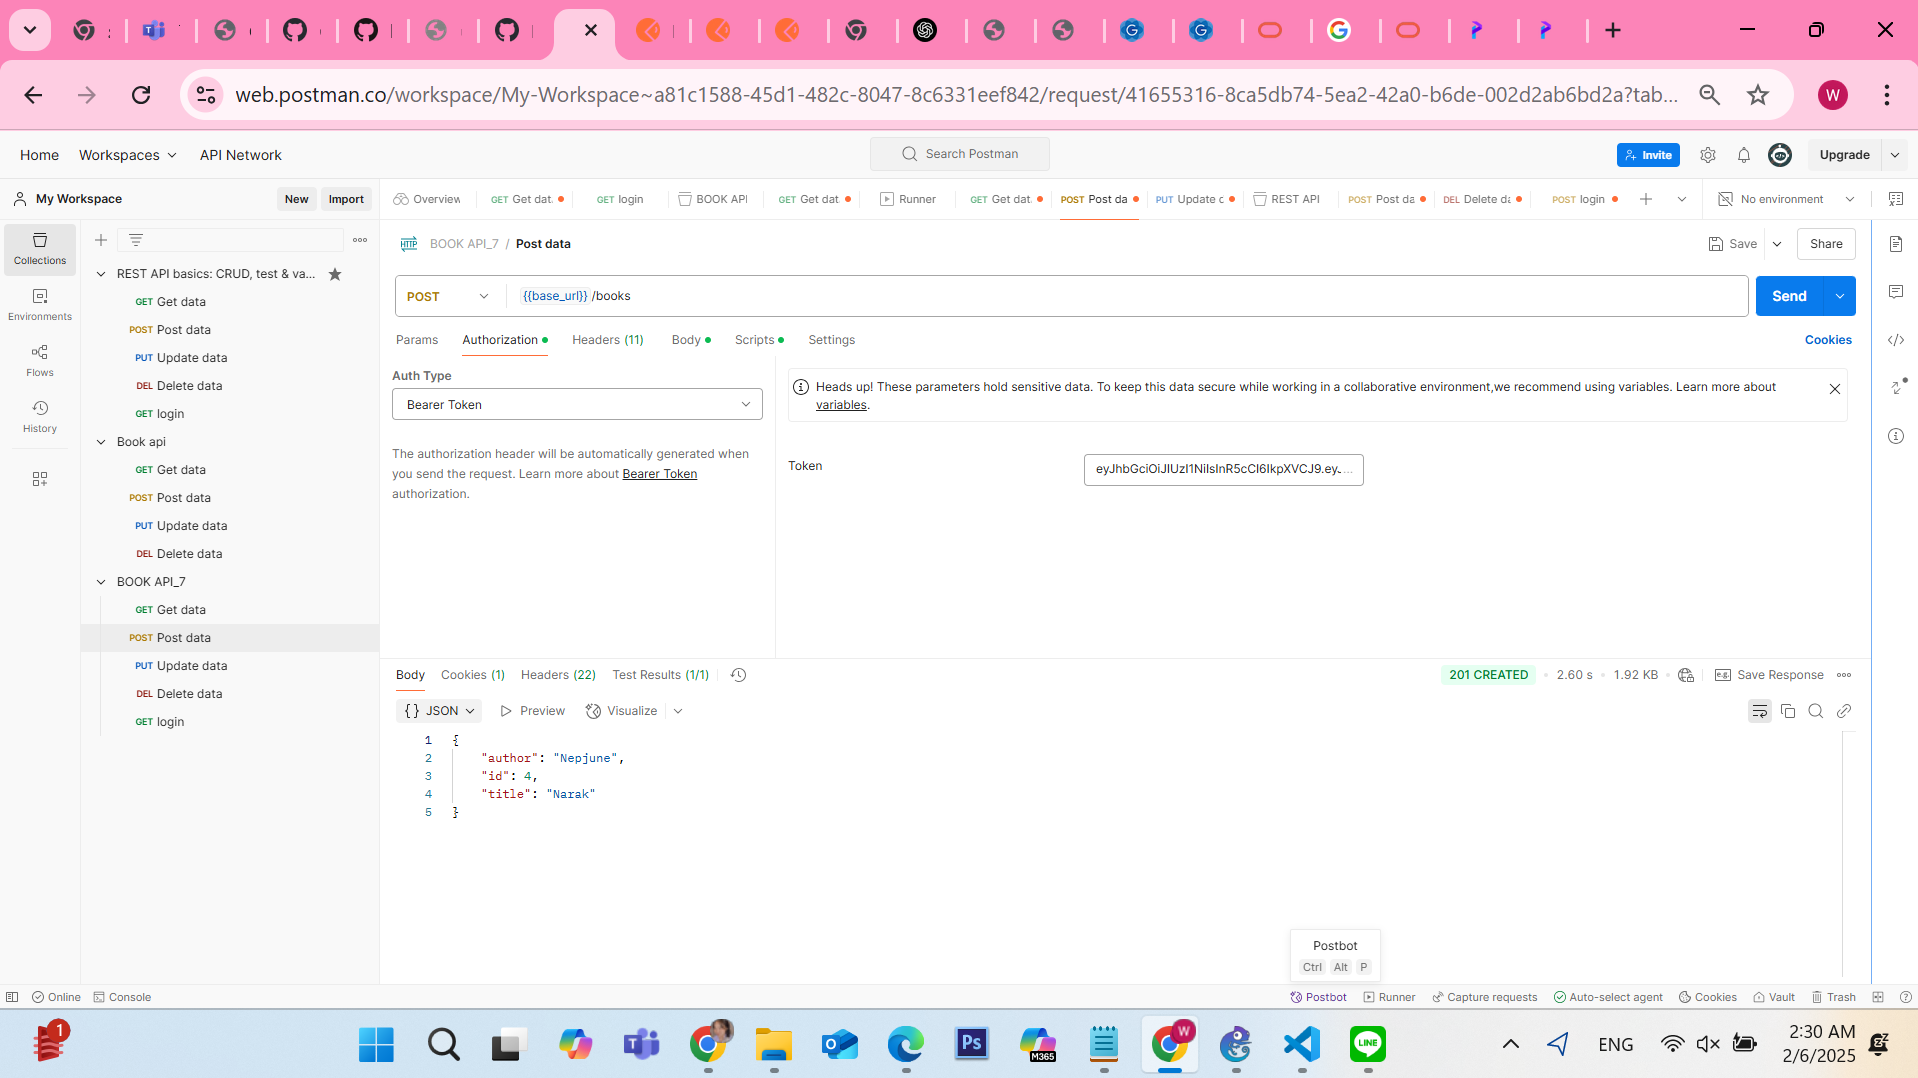 web.postman.co/workspace/My-Workspace~a81c1588-45d1-482c-8047-8c6331eef842/request/41655316-8ca5db74-5ea2-42a0-b6de-002d2ab6bd2a?tab...
W
Home Workspaces API Network
Search Postman
Invite
Upgrade
My Workspace New Import
Overview GET Get dat. GET login BOOK API GET Get dat Runner GET Get dat. POST Post da PUT Update c REST API POST Post da DEL Delete da POST login No environment
Collections
Environments
Flows
History
REST API basics: CRUD, test & va...
GET Get data
POST Post data
PUT Update data
DEL Delete data
GET login
Book api
GET Get data
POST Post data
PUT Update data
DEL Delete data
BOOK API_7
GET Get data
POST Post data
PUT Update data
DEL Delete data
GET login
HTTP BOOK API_7 / Post data
Save Share
POST {{base_url}} /books
Send
Params Authorization Headers (11) Body Scripts Settings
Cookies
Auth Type
Bearer Token
The authorization header will be automatically generated when
you send the request. Learn more about Bearer Token
authorization.
Heads up! These parameters hold sensitive data. To keep this data secure while working in a collaborative environment,we recommend using variables. Learn more about
variables.
Token
eyJhbGciOiJIUzI1NiIsInR5cCI6IkpXVCJ9.eyJ...
Body Cookies (1) Headers (22) Test Results (1/1)
201 CREATED • 2.60 s • 1.92 KB •
e.g. Save Response
{} JSON Preview Visualize
1 {
2 "author": "Nepjune",
3 "id": 4,
4 "title": "Narak"
5 }
Postbot
Ctrl Alt P
Online Console
Postbot Runner Capture requests Auto-select agent Cookies Vault Trash
1
Ps
M365
W
LINE
ENG
2:30 AM
2/6/2025